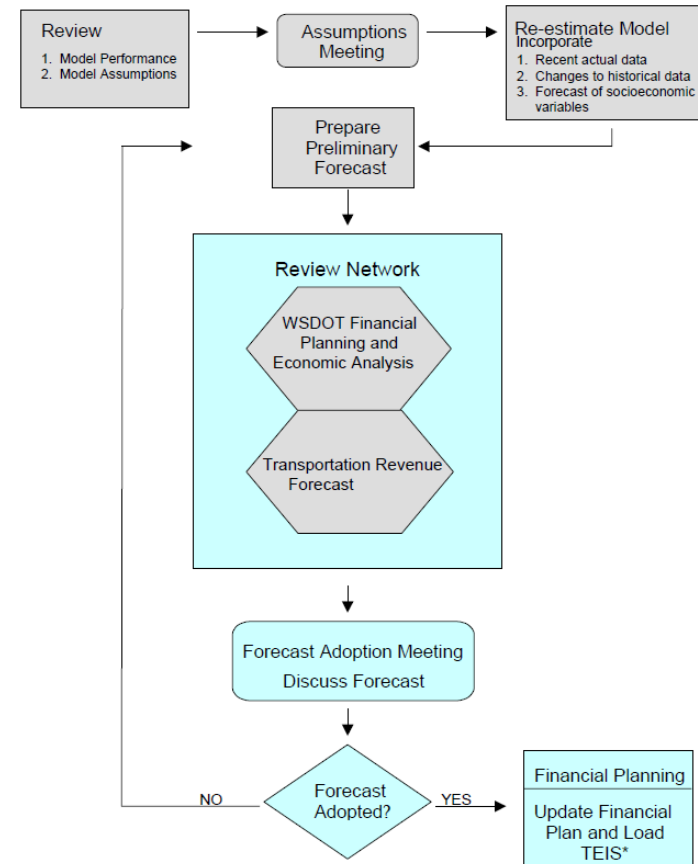 Review
1. Model Performance
2. Model Assumptions
Assumptions
Meeting
Re-estimate Model
Incorporate
1. Recent actual data
2. Changes to historical data
3. Forecast of socioeconomic
variables
Prepare
Preliminary
Forecast
Review Network
WSDOT Financial
Planning and
Economic Analysis
Transportation Revenue
Forecast
Forecast Adoption Meeting
Discuss Forecast
Forecast
Adopted?
NO
YES
Financial Planning
Update Financial
Plan and Load
TEIS*